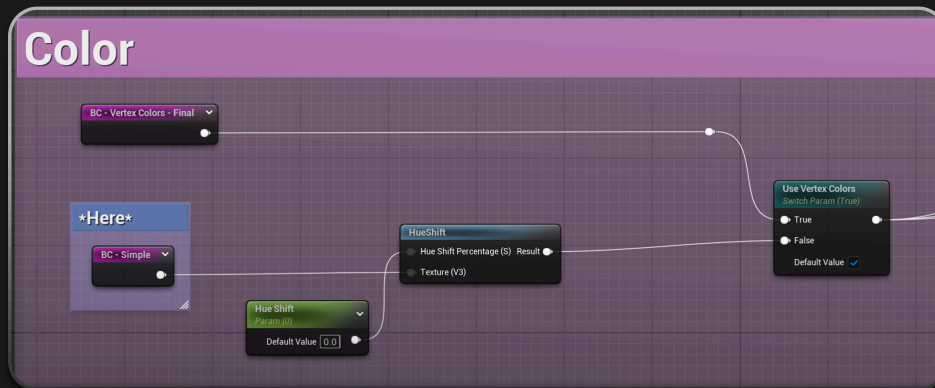 Color
BC - Vertex Colors - Final
*Here*
BC - Simple
HueShift
Hue Shift Percentage (S) Result
Texture (V3)
Hue Shift
Param (0)
Default Value 0.0
Use Vertex Colors
Switch Param (True)
True
False
Default Value